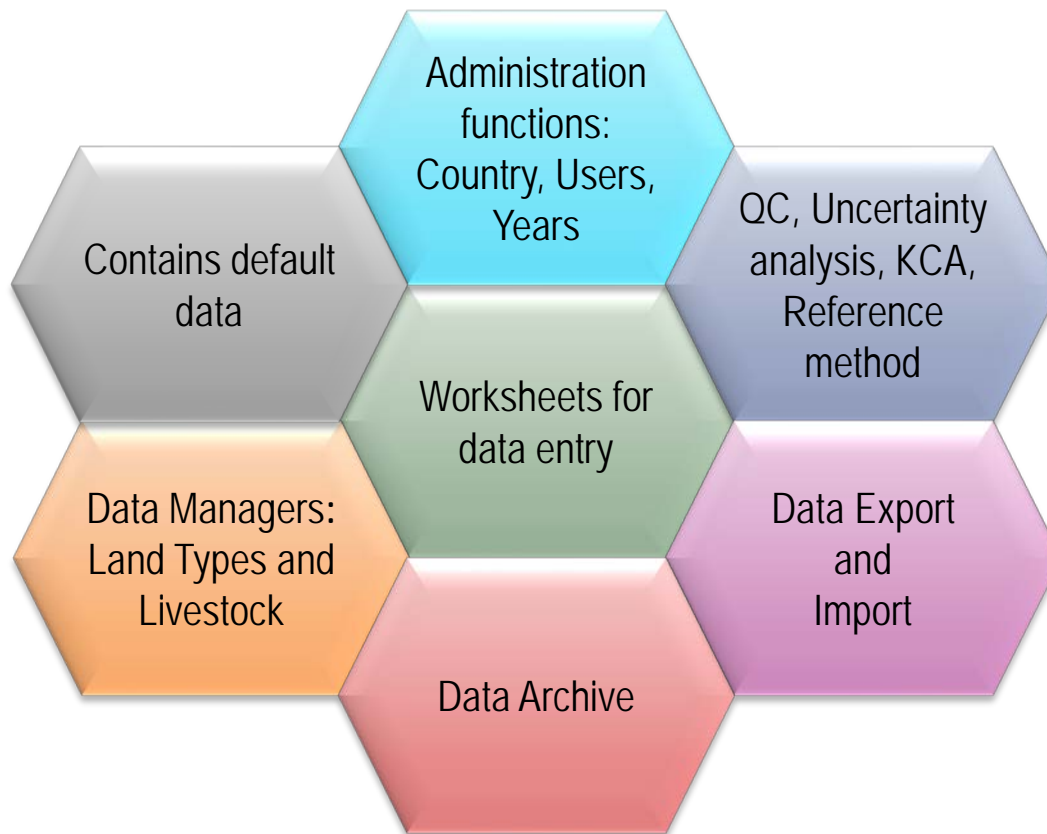 Administration
functions:
Country, Users,
Years
Contains default
data
QC, Uncertainty
analysis, KCA,
Reference
method
Worksheets for
data entry
Data Managers:
Land Types and
Livestock
Data Export
and
Import
Data Archive